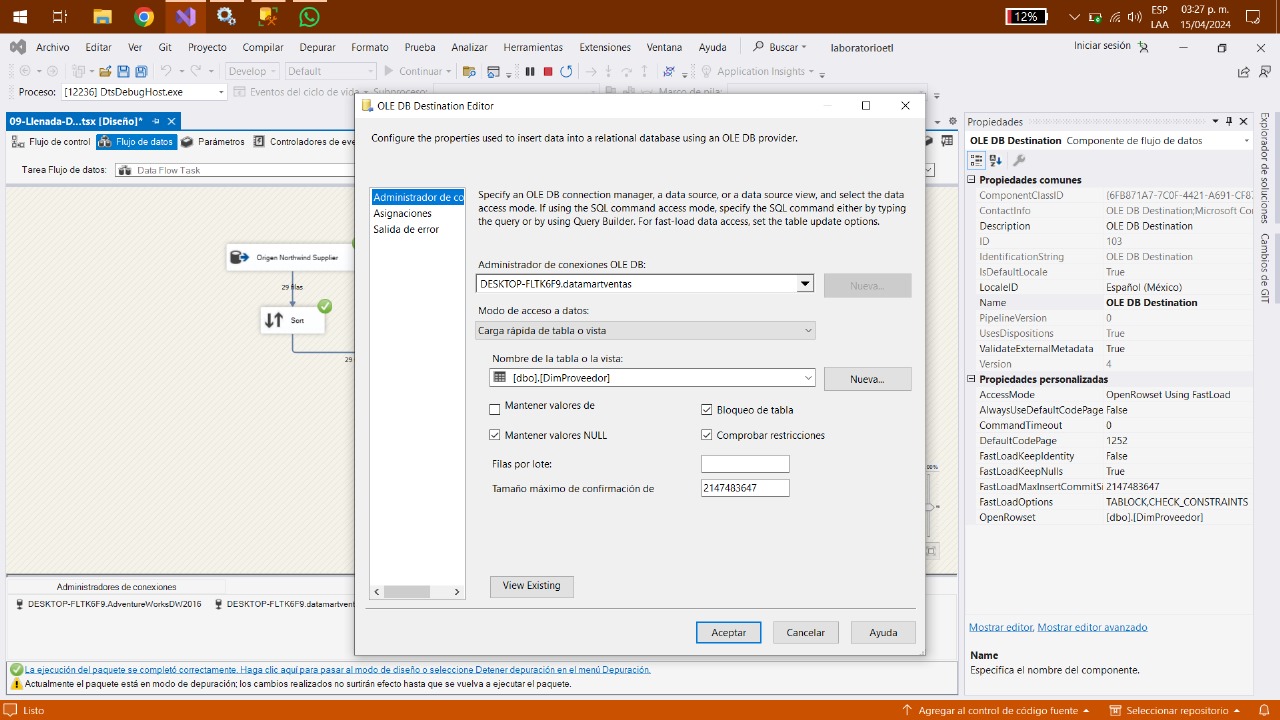 12%
ESP
LAA
03:27 p. m.
15/04/2024
Archivo Editar Ver Git Proyecto Compilar Depurar Formato Prueba Analizar Herramientas Extensiones Ventana Ayuda Buscar laboratorioetl Iniciar sesión
Develop Default Continuar Application Insights
Proceso: [12236] DtsDebugHost.exe Eventos del ciclo de vida Subproceso: Marco de pila:
09-Llenada-D...tsx [Diseño]*
Flujo de control Flujo de datos Parámetro Controladores de eve
Tarea Flujo de datos: Data Flow Task
Origen Northwind Supplier
29 filas
Sort
29
OLE DB Destination Editor
Configure the properties used to insert data into a relational database using an OLE DB provider.
Administrador de co
Asignaciones
Salida de error
Specify an OLE DB connection manager, a data source, or a data source view, and select the data
access mode. If using the SQL command access mode, specify the SQL command either by typing
the query or by using Query Builder. For fast-load data access, set the table update options.
Administrador de conexiones OLE DB:
DESKTOP-FLTK6F9.datamartventas Nueva...
Modo de acceso a datos:
Carga rápida de tabla o vista
Nombre de la tabla o la vista:
[dbo].[DimProveedor] Nueva...
Mantener valores de Bloqueo de tabla
Mantener valores NULL Comprobar restricciones
Filas por lote:
Tamaño máximo de confirmación de 2147483647
View Existing
Aceptar Cancelar Ayuda
Administradores de conexiones
DESKTOP-FLTK6F9.AdventureWorksDW2016 DESKTOP-FLTK6F9.datamartvent
La ejecución del paquete se completó correctamente. Haga clic aquí para pasar al modo de diseño o seleccione Detener depuración en el menú Depuración.
Actualmente el paquete está en modo de depuración; los cambios realizados no surtirán efecto hasta que se vuelva a ejecutar el paquete.
Propiedades
OLE DB Destination Componente de flujo de datos
Propiedades comunes
ComponentClassID {6FB871A7-7C0F-4421-A691-CF87
ContactInfo OLE DB Destination;Microsoft Cor
Description OLE DB Destination
ID 103
IdentificationString OLE DB Destination
IsDefaultLocale True
LocaleID Español (México)
Name OLE DB Destination
PipelineVersion 0
UsesDispositions True
ValidateExternalMetadata True
Version 4
Propiedades personalizadas
AccessMode OpenRowset Using FastLoad
AlwaysUseDefaultCodePage False
CommandTimeout 0
DefaultCodePage 1252
FastLoadKeepIdentity False
FastLoadKeepNulls True
FastLoadMaxInsertCommitSi 2147483647
FastLoadOptions TABLOCK,CHECK_CONSTRAINTS
OpenRowset [dbo].[DimProveedor]
Mostrar editor, Mostrar editor avanzado
Name
Especifica el nombre del componente.
Explorador de soluciones
Cambios de GIT
Listo Agregar al control de código fuente Seleccionar repositorio